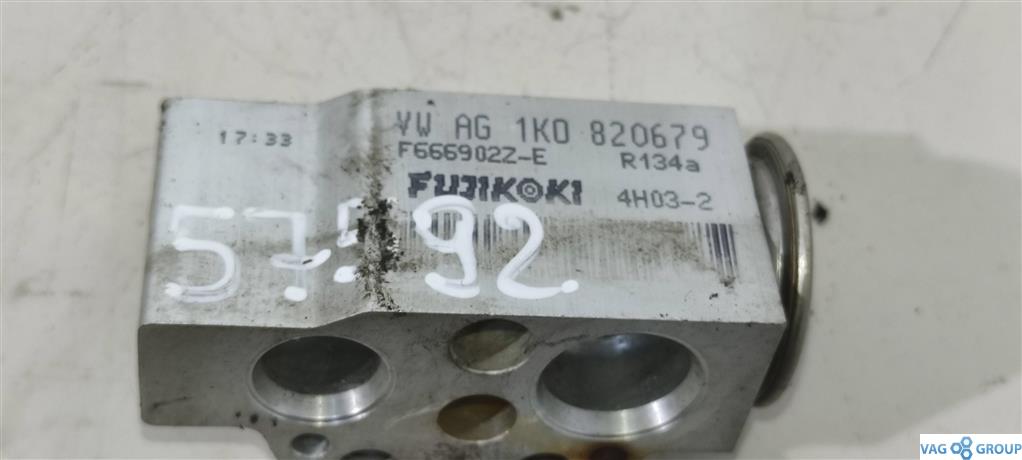 17:33
VW AG 1K0 820679
F666902Z-E R134a
FUJIKOKI 4H03-2
VAG GROUP